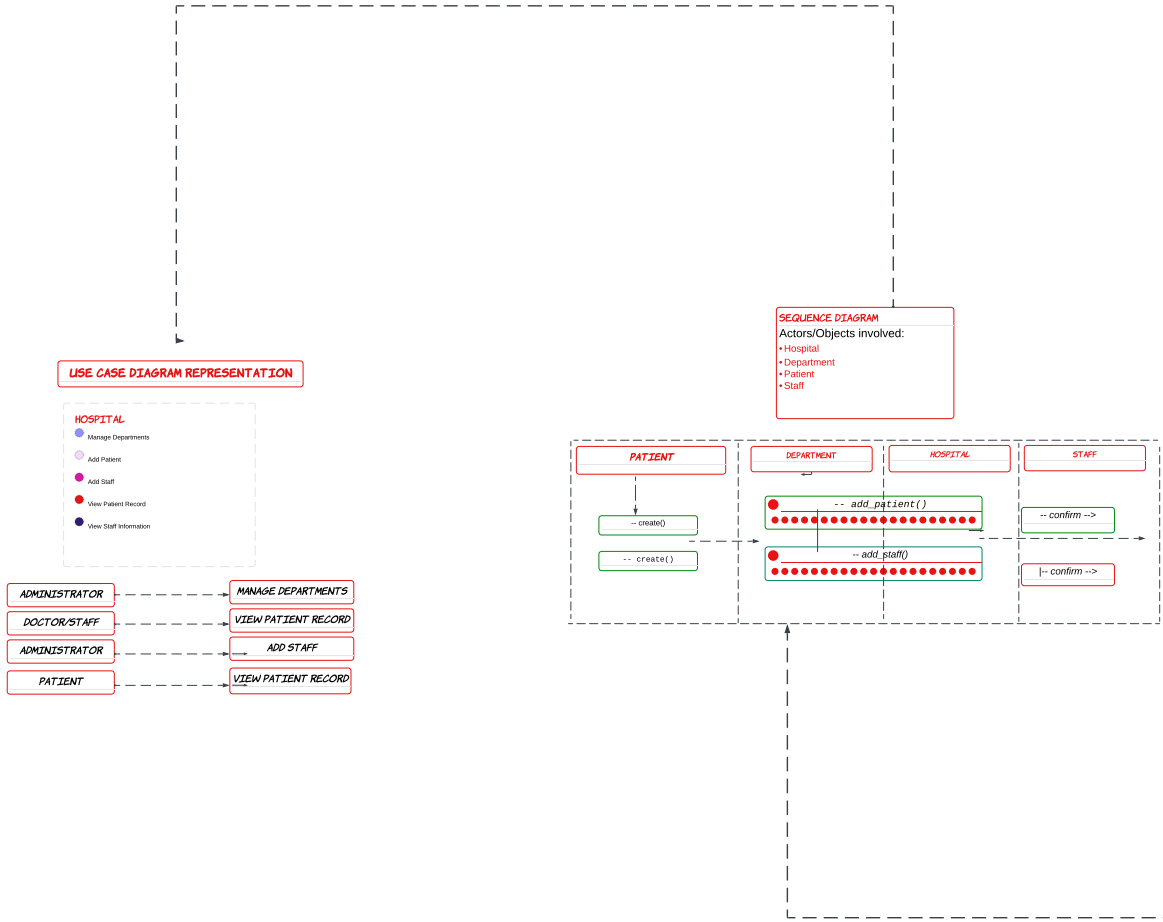 SEQUENCE DIAGRAM
Actors/Objects involved:
• Hospital
• Department
• Patient
• Staff
USE CASE DIAGRAM REPRESENTATION
HOSPITAL
Manage Departments
Add Patient
Add Staff
View Patient Record
View Staff Information
PATIENT
DEPARTMENT
HOSPITAL
STAFF
-- create()
-- create()
-- add_patient()
-- add_staff()
-- confirm -->
|-- confirm -->
ADMINISTRATOR
MANAGE DEPARTMENTS
DOCTOR/STAFF
VIEW PATIENT RECORD
ADMINISTRATOR
ADD STAFF
PATIENT
VIEW PATIENT RECORD